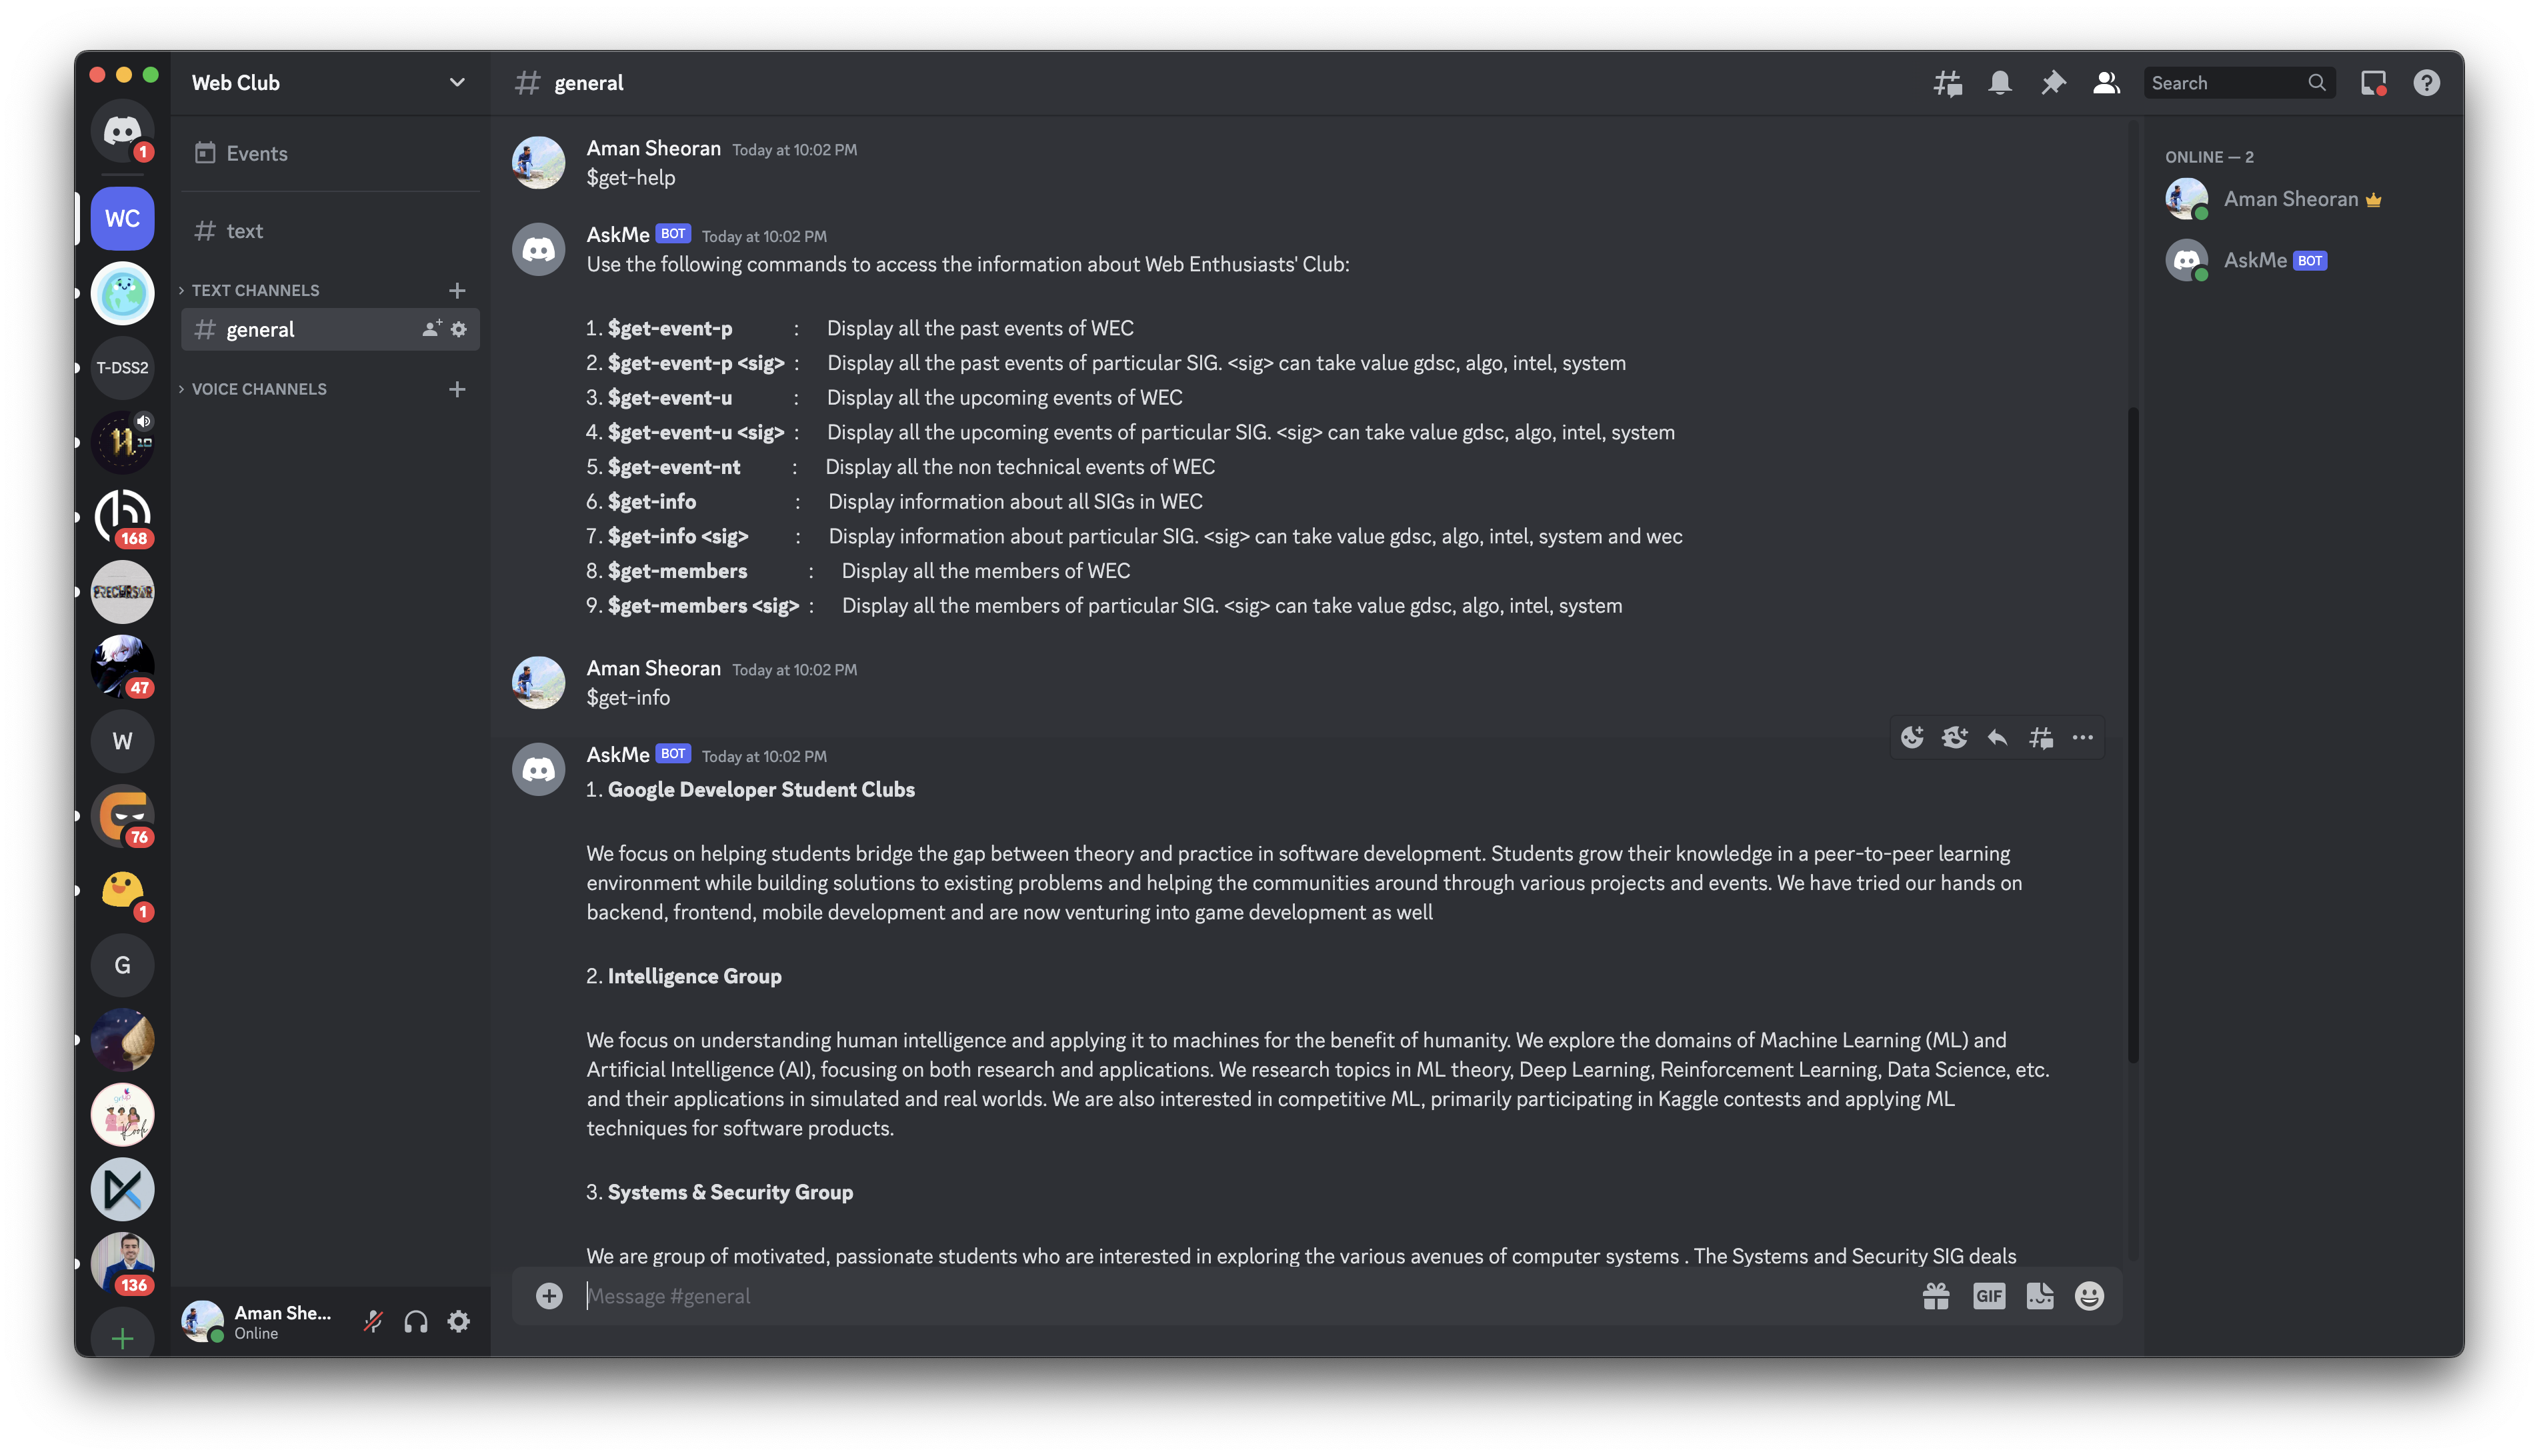 Web Club
general
Search
1
WC
T-DSS2
10
168
PRECURSOR
47
W
76
1
G
136
Events
text
TEXT CHANNELS
general
VOICE CHANNELS
Aman She...
Online
Aman Sheoran Today at 10:02 PM
$get-help
AskMe BOT Today at 10:02 PM
Use the following commands to access the information about Web Enthusiasts' Club:
1. $get-event-p : Display all the past events of WEC
2. $get-event-p <sig> : Display all the past events of particular SIG. <sig> can take value gdsc, algo, intel, system
3. $get-event-u : Display all the upcoming events of WEC
4. $get-event-u <sig> : Display all the upcoming events of particular SIG. <sig> can take value gdsc, algo, intel, system
5. $get-event-nt : Display all the non technical events of WEC
6. $get-info : Display information about all SIGs in WEC
7. $get-info <sig> : Display information about particular SIG. <sig> can take value gdsc, algo, intel, system and wec
8. $get-members : Display all the members of WEC
9. $get-members <sig> : Display all the members of particular SIG. <sig> can take value gdsc, algo, intel, system
Aman Sheoran Today at 10:02 PM
$get-info
AskMe BOT Today at 10:02 PM
1. Google Developer Student Clubs
We focus on helping students bridge the gap between theory and practice in software development. Students grow their knowledge in a peer-to-peer learning
environment while building solutions to existing problems and helping the communities around through various projects and events. We have tried our hands on
backend, frontend, mobile development and are now venturing into game development as well
2. Intelligence Group
We focus on understanding human intelligence and applying it to machines for the benefit of humanity. We explore the domains of Machine Learning (ML) and
Artificial Intelligence (AI), focusing on both research and applications. We research topics in ML theory, Deep Learning, Reinforcement Learning, Data Science, etc.
and their applications in simulated and real worlds. We are also interested in competitive ML, primarily participating in Kaggle contests and applying ML
techniques for software products.
3. Systems & Security Group
We are group of motivated, passionate students who are interested in exploring the various avenues of computer systems . The Systems and Security SIG deals
Message #general
GIF
ONLINE — 2
Aman Sheoran
AskMe BOT